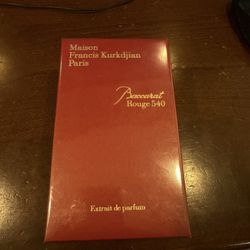 Maison
Francis Kurkdjian
Paris
Baccarat
Rouge 540
Extrait de parfum